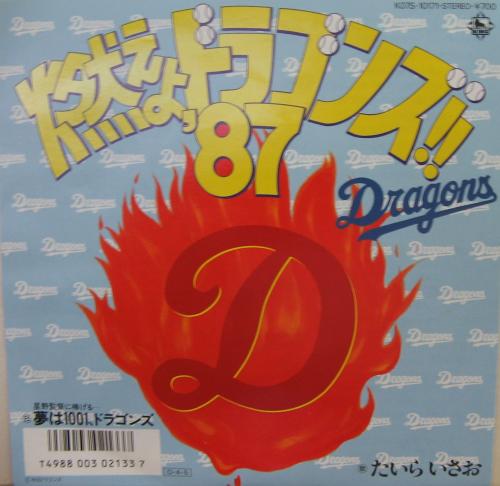 K07S-10171-STEREO-¥700
燃えよドラゴンズ!!
'87
Dragons
D
星野監督に捧げる
夢は1001、ドラゴンズ
T4988 003 02133 7
たいら いさお